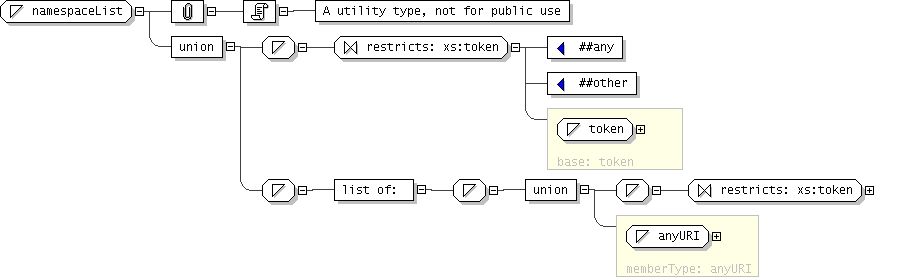 namespaceList
A utility type, not for public use
union
restricts: xs:token
##any
##other
token
base: token
list of:
union
restricts: xs:token
anyURI
memberType: anyURI